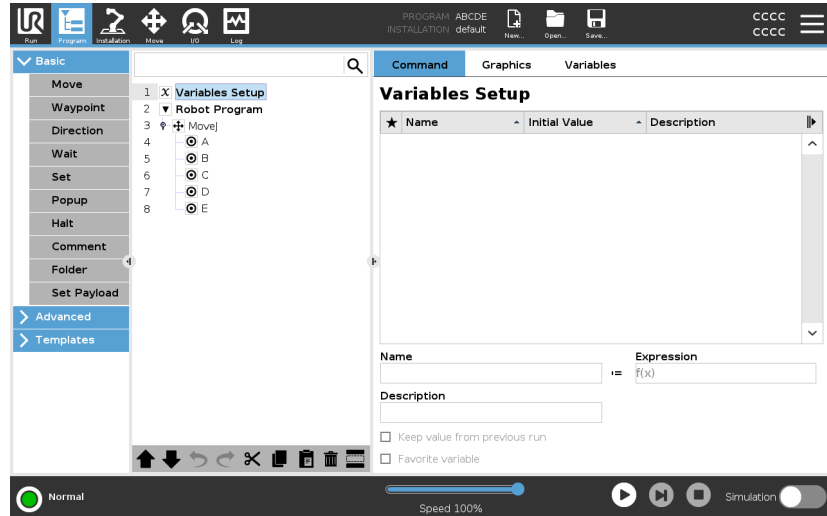 PROGRAM ABCDE
INSTALLATION default
CCCC
CCCC
Run Program Installation Move I/O Log New... Open... Save...
Basic
Move
Waypoint
Direction
Wait
Set
Popup
Halt
Comment
Folder
Set Payload
Advanced
Templates
1 x Variables Setup
2 Robot Program
3 MoveJ
4 A
5 B
6 C
7 D
8 E
Command Graphics Variables
Variables Setup
Name Initial Value Description
Name Expression
:= f(x)
Description
Keep value from previous run
Favorite variable
Normal
Speed 100%
Simulation